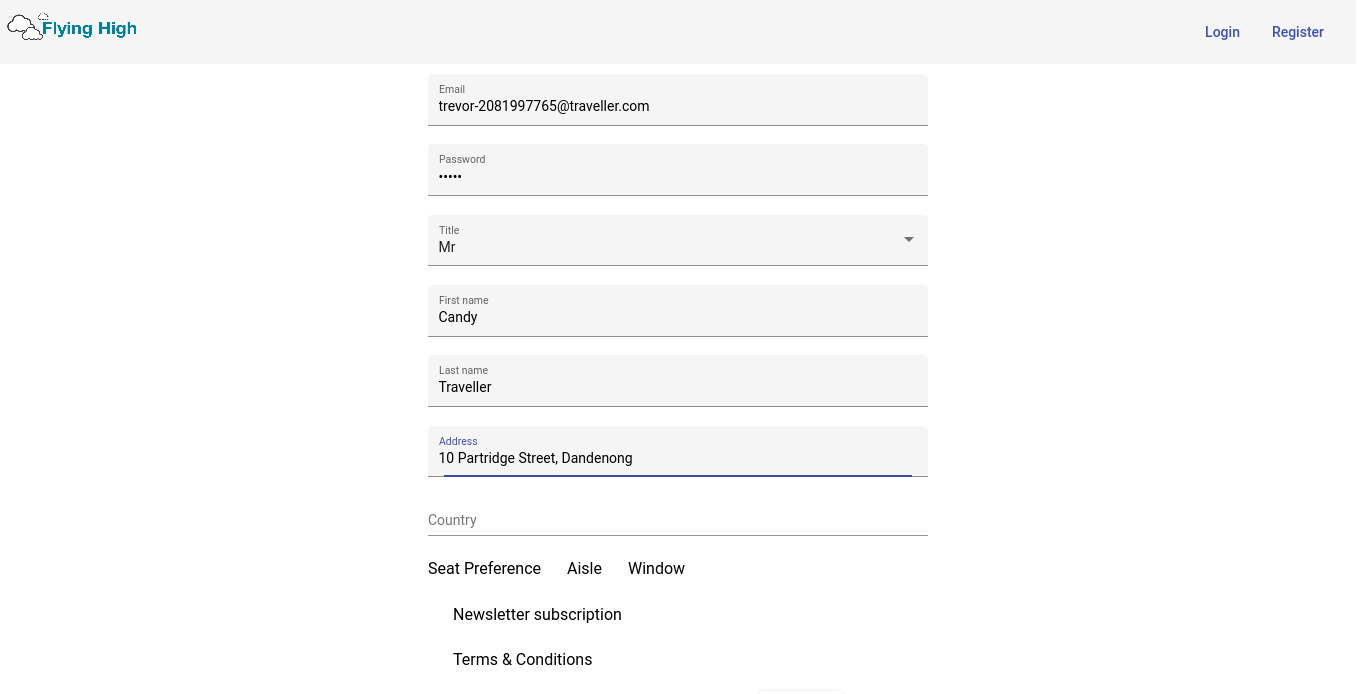 Flying High
Login Register
Email
trevor-2081997765@traveller.com
Password
•••••
Title
Mr
First name
Candy
Last name
Traveller
Address
10 Partridge Street, Dandenong
Country
Seat Preference Aisle Window
Newsletter subscription
Terms & Conditions